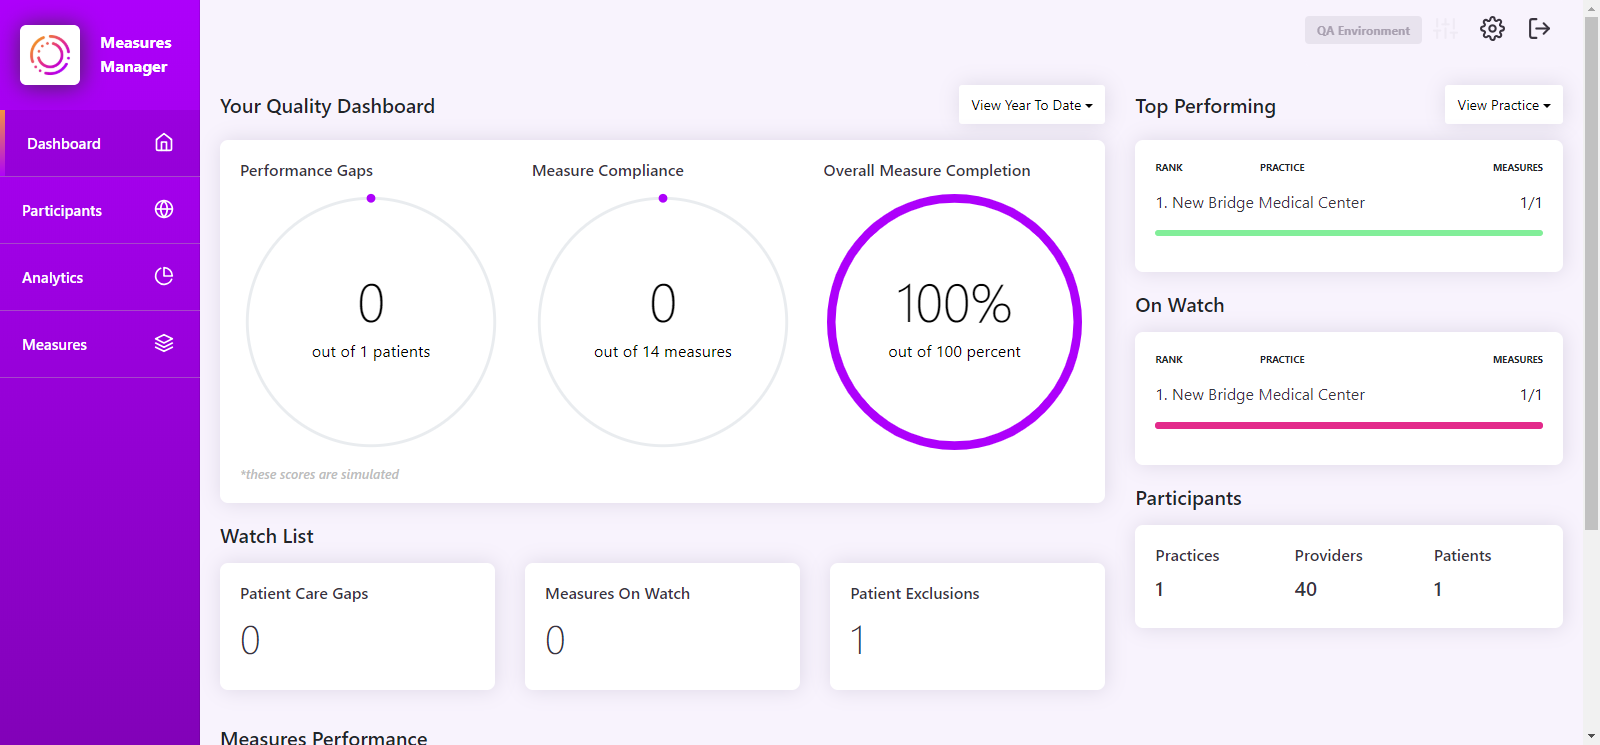 Measures
Manager
Dashboard
Participants
Analytics
Measures
QA Environment
Your Quality Dashboard
View Year To Date
Performance Gaps
0
out of 1 patients
Measure Compliance
0
out of 14 measures
Overall Measure Completion
100%
out of 100 percent
*these scores are simulated
Watch List
Patient Care Gaps
0
Measures On Watch
0
Patient Exclusions
1
Measures Performance
Top Performing
View Practice
RANK PRACTICE MEASURES
1. New Bridge Medical Center 1/1
On Watch
RANK PRACTICE MEASURES
1. New Bridge Medical Center 1/1
Participants
Practices Providers Patients
1 40 1